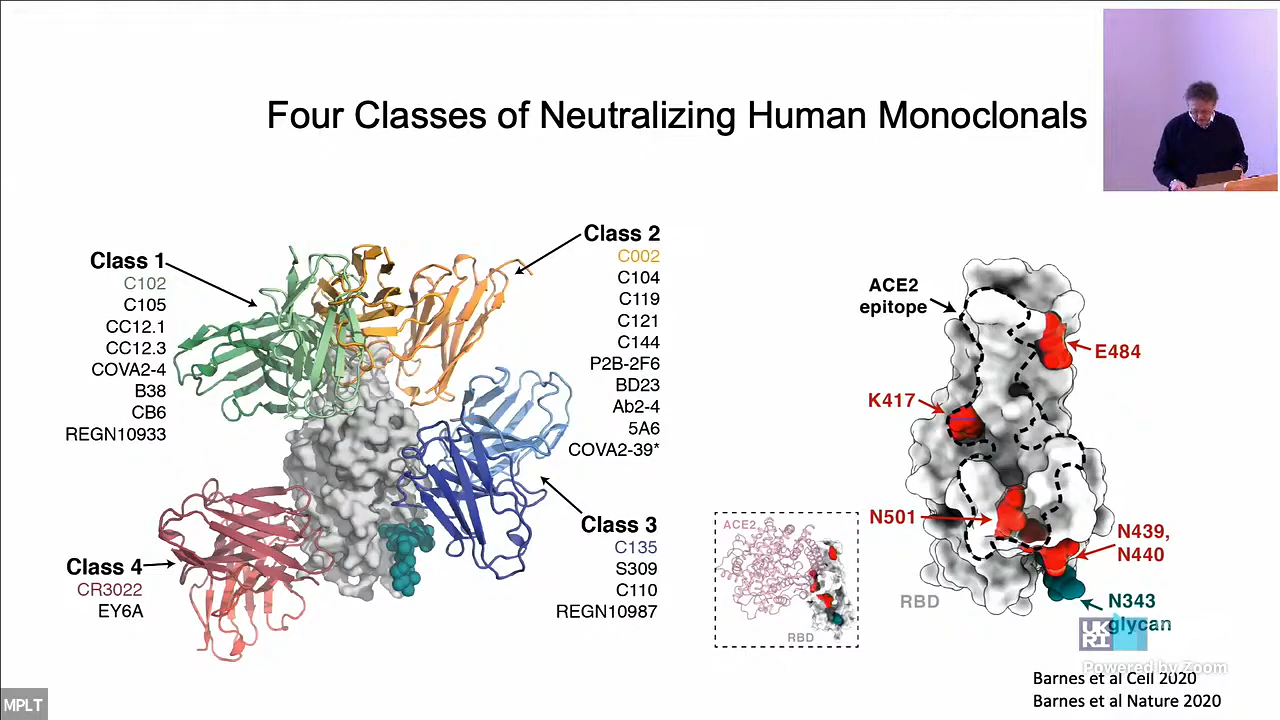 Four Classes of Neutralizing Human Monoclonals
Class 1
C102
C105
CC12.1
CC12.3
COVA2-4
B38
CB6
REGN10933
Class 2
C002
C104
C119
C121
C144
P2B-2F6
BD23
Ab2-4
5A6
COVA2-39*
Class 3
C135
S309
C110
REGN10987
Class 4
CR3022
EY6A
ACE2
RBD
ACE2
epitope
E484
K417
N501
N439,
N440
RBD
N343
glycan
UK
RI
Powered by Zoom
Barnes et al Cell 2020
Barnes et al Nature 2020
MPLT